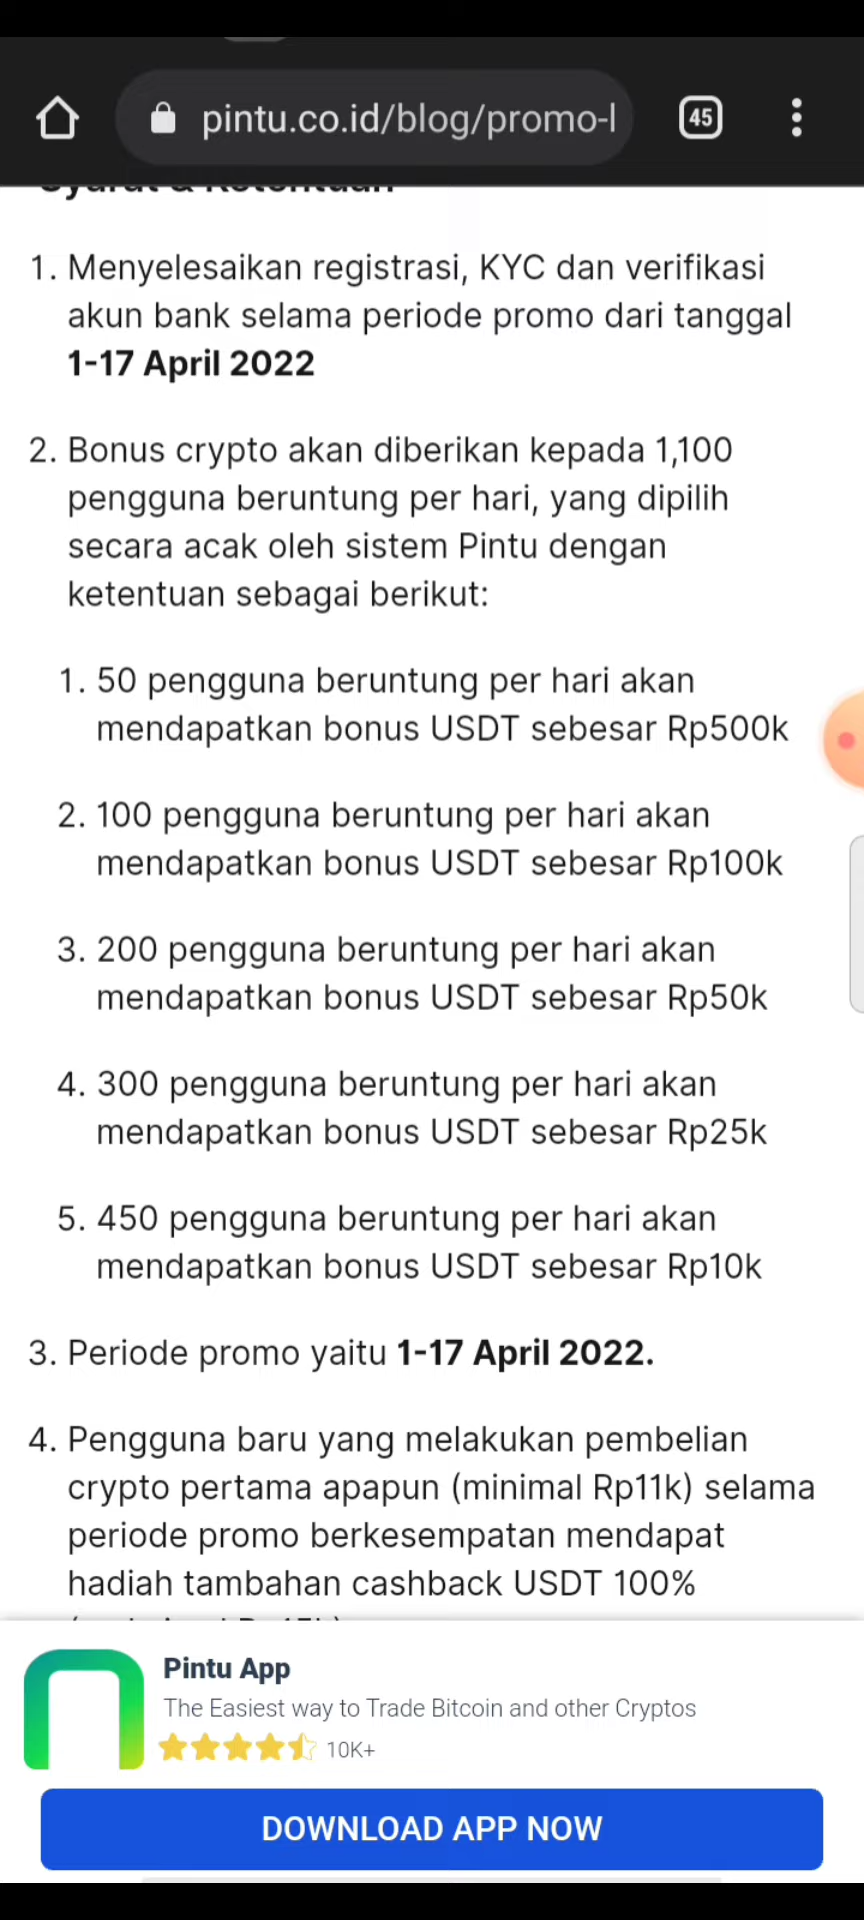 pintu.co.id/blog/promo-l
45
Syarat & Ketentuan
1. Menyelesaikan registrasi, KYC dan verifikasi
akun bank selama periode promo dari tanggal
1-17 April 2022
2. Bonus crypto akan diberikan kepada 1,100
pengguna beruntung per hari, yang dipilih
secara acak oleh sistem Pintu dengan
ketentuan sebagai berikut:
1. 50 pengguna beruntung per hari akan
mendapatkan bonus USDT sebesar Rp500k
2. 100 pengguna beruntung per hari akan
mendapatkan bonus USDT sebesar Rp100k
3. 200 pengguna beruntung per hari akan
mendapatkan bonus USDT sebesar Rp50k
4. 300 pengguna beruntung per hari akan
mendapatkan bonus USDT sebesar Rp25k
5. 450 pengguna beruntung per hari akan
mendapatkan bonus USDT sebesar Rp10k
3. Periode promo yaitu 1-17 April 2022.
4. Pengguna baru yang melakukan pembelian
crypto pertama apapun (minimal Rp11k) selama
periode promo berkesempatan mendapat
hadiah tambahan cashback USDT 100%
Pintu App
The Easiest way to Trade Bitcoin and other Cryptos
10K+
DOWNLOAD APP NOW